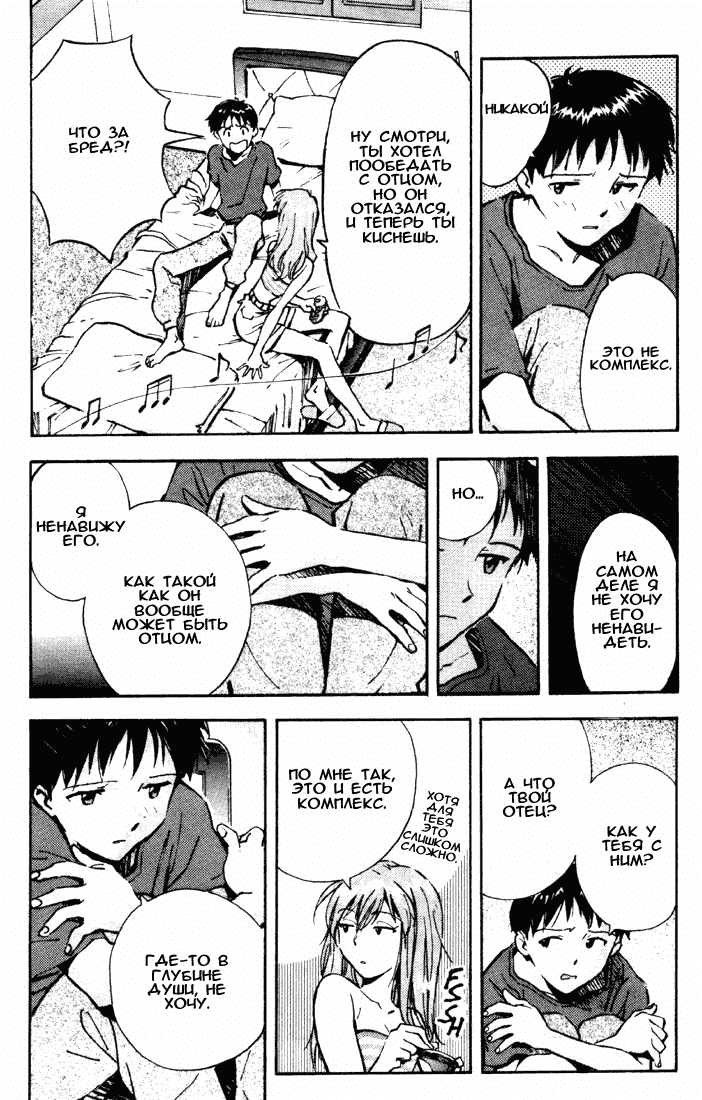 ЧТО ЗА
БРЕД?!
НУ СМОТРИ,
ТЫ ХОТЕЛ
ПООБЕДАТЬ
С ОТЦОМ,
НО ОН
ОТКАЗАЛСЯ,
И ТЕПЕРЬ ТЫ
КИСНЕШЬ.
НИКАКОЙ
ЭТО НЕ
КОМПЛЕКС.
Я
НЕНАВИЖУ
ЕГО.
КАК ТАКОЙ
КАК ОН
ВООБЩЕ
МОЖЕТ БЫТЬ
ОТЦОМ.
НО...
НА
САМОМ
ДЕЛЕ Я
НЕ ХОЧУ
ЕГО
НЕНАВИ-
ДЕТЬ.
ГДЕ-ТО В
ГЛУБИНЕ
ДУШИ, НЕ
ХОЧУ.
ПО МНЕ ТАК,
ЭТО И ЕСТЬ
КОМПЛЕКС.
ХОТЯ
ДЛЯ
ТЕБЯ
ЭТО
СЛИШКОМ
СЛОЖНО.
FSSH
А ЧТО
ТВОЙ
ОТЕЦ?
КАК У
ТЕБЯ С
НИМ?